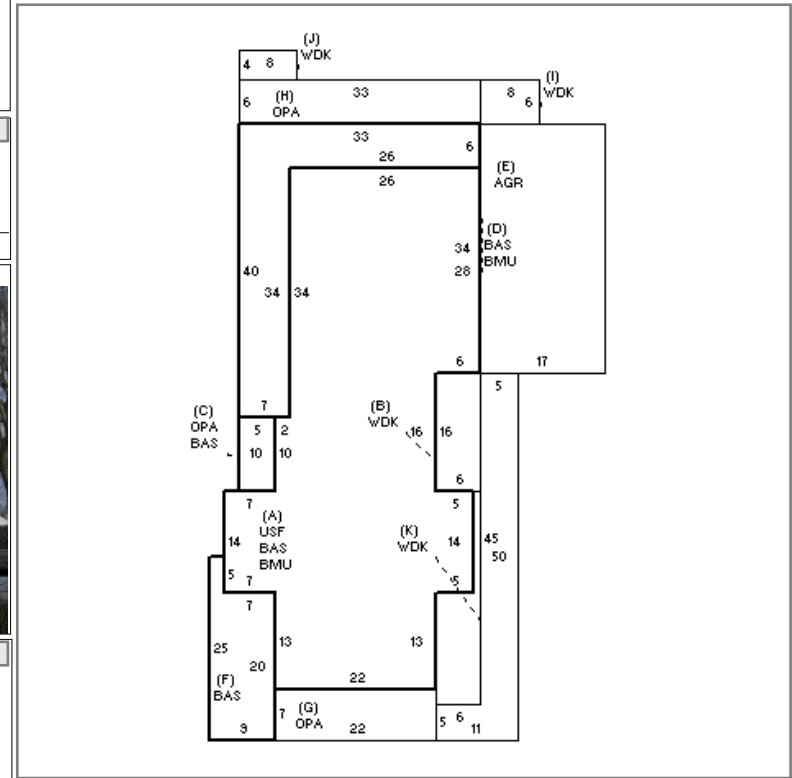 (J)
WDK
4 8
(I)
WDK
33
8
6
6
(H)
OPA
33
6
26
26
(E)
AGR
(D)
BAS
BMU
34
28
40
34 34
6
17
7
5
(C)
OPA
BAS
5 2
10 10
(B)
WDK
16 16
6
7
5
(A)
USF
BAS
BMU
14
(K)
WDK
14
45
50
5 7
5
7
13
13
25
20
(F)
BAS
22
7
(G)
OPA
5 6
9
22
11